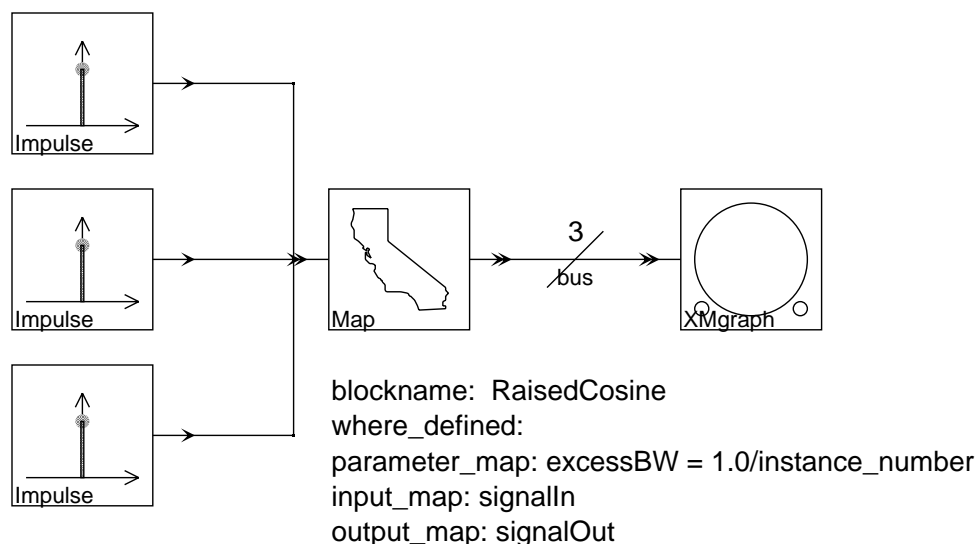 Impulse
Impulse
Map
3
bus
XMgraph
Impulse
blockname: RaisedCosine
where_defined:
parameter_map: excessBW = 1.0/instance_number
input_map: signalIn
output_map: signalOut